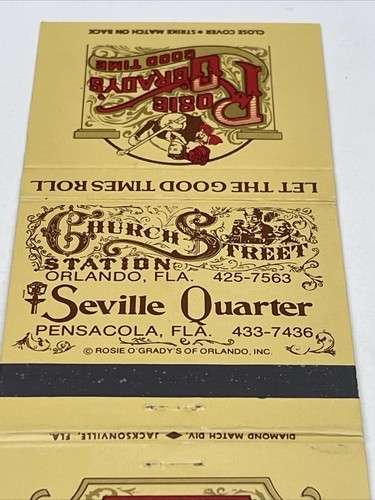 CLOSE COVER ● STRIKE MATCH ON BACK
ROSIE
O'GRADY'S
GOOD TIME
LET THE GOOD TIMES ROLL
CHURCH STREET
STATION
ORLANDO, FLA. 425-7563
Seville Quarter
PENSACOLA, FLA. 433-7436
© ROSIE O'GRADY'S OF ORLANDO, INC.
DIAMOND MATCH DIV. ◆ JACKSONVILLE, FLA